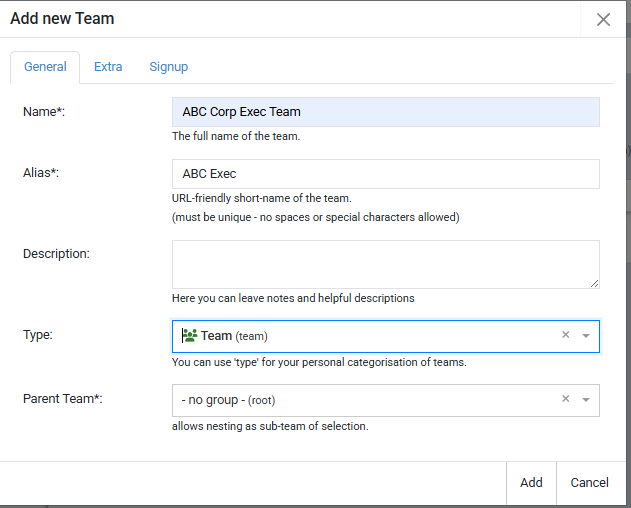 Add new Team
General Extra Signup
Name*: ABC Corp Exec Team
The full name of the team.
Alias*: ABC Exec
URL-friendly short-name of the team.
(must be unique - no spaces or special characters allowed)
Description:
Here you can leave notes and helpful descriptions
Type: Team (team) ×
You can use 'type' for your personal categorisation of teams.
Parent Team*: - no group - (root) ×
allows nesting as sub-team of selection.
Add Cancel